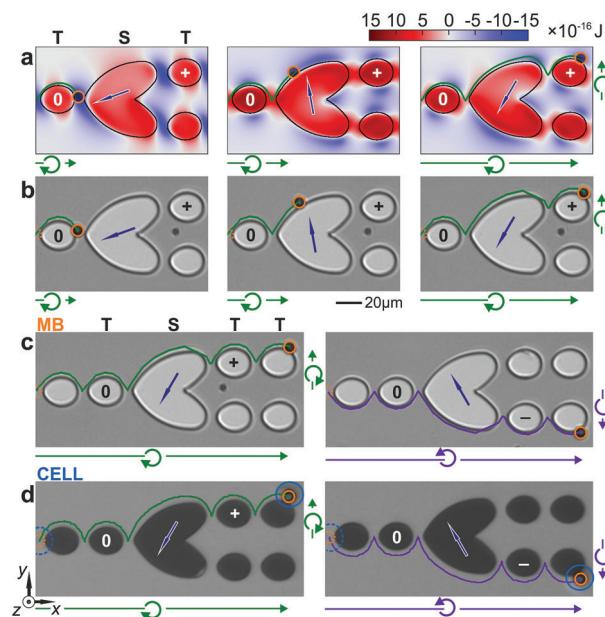 15 10 5 0 -5 -10 -15 ×10⁻¹⁶ J
T S T
a
0 +
0 +
0 +
b
0 +
0 +
0 +
20μm
MB T S T T
c
0 +
0 −
CELL
d
0 +
0 −
y
z x